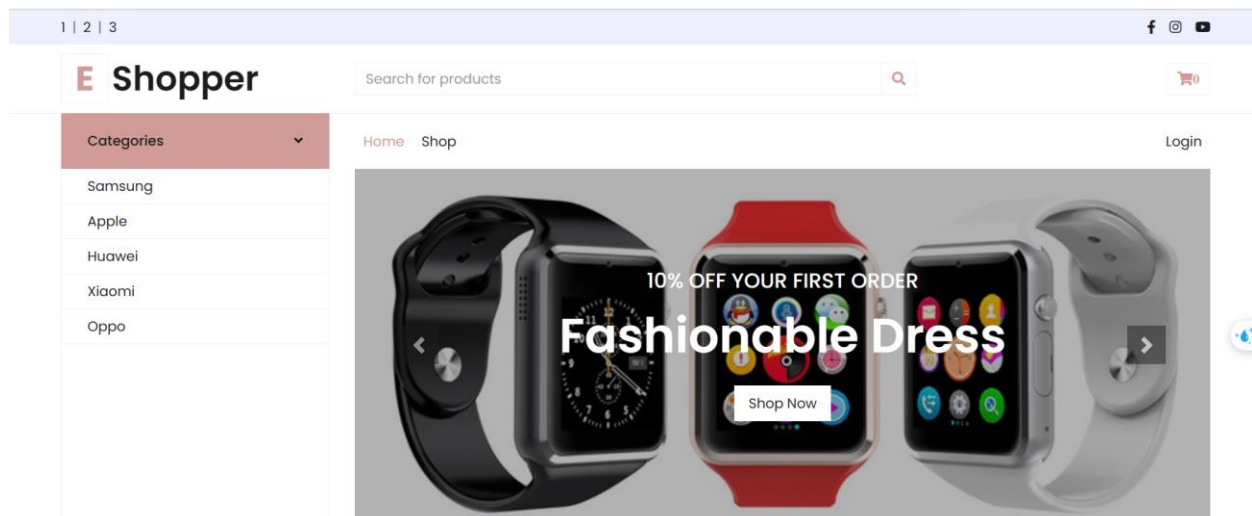 1 | 2 | 3
E Shopper
Search for products
0
Categories
Home Shop
Login
Samsung
Apple
Huawei
Xiaomi
Oppo
10% OFF YOUR FIRST ORDER
Fashionable Dress
Shop Now